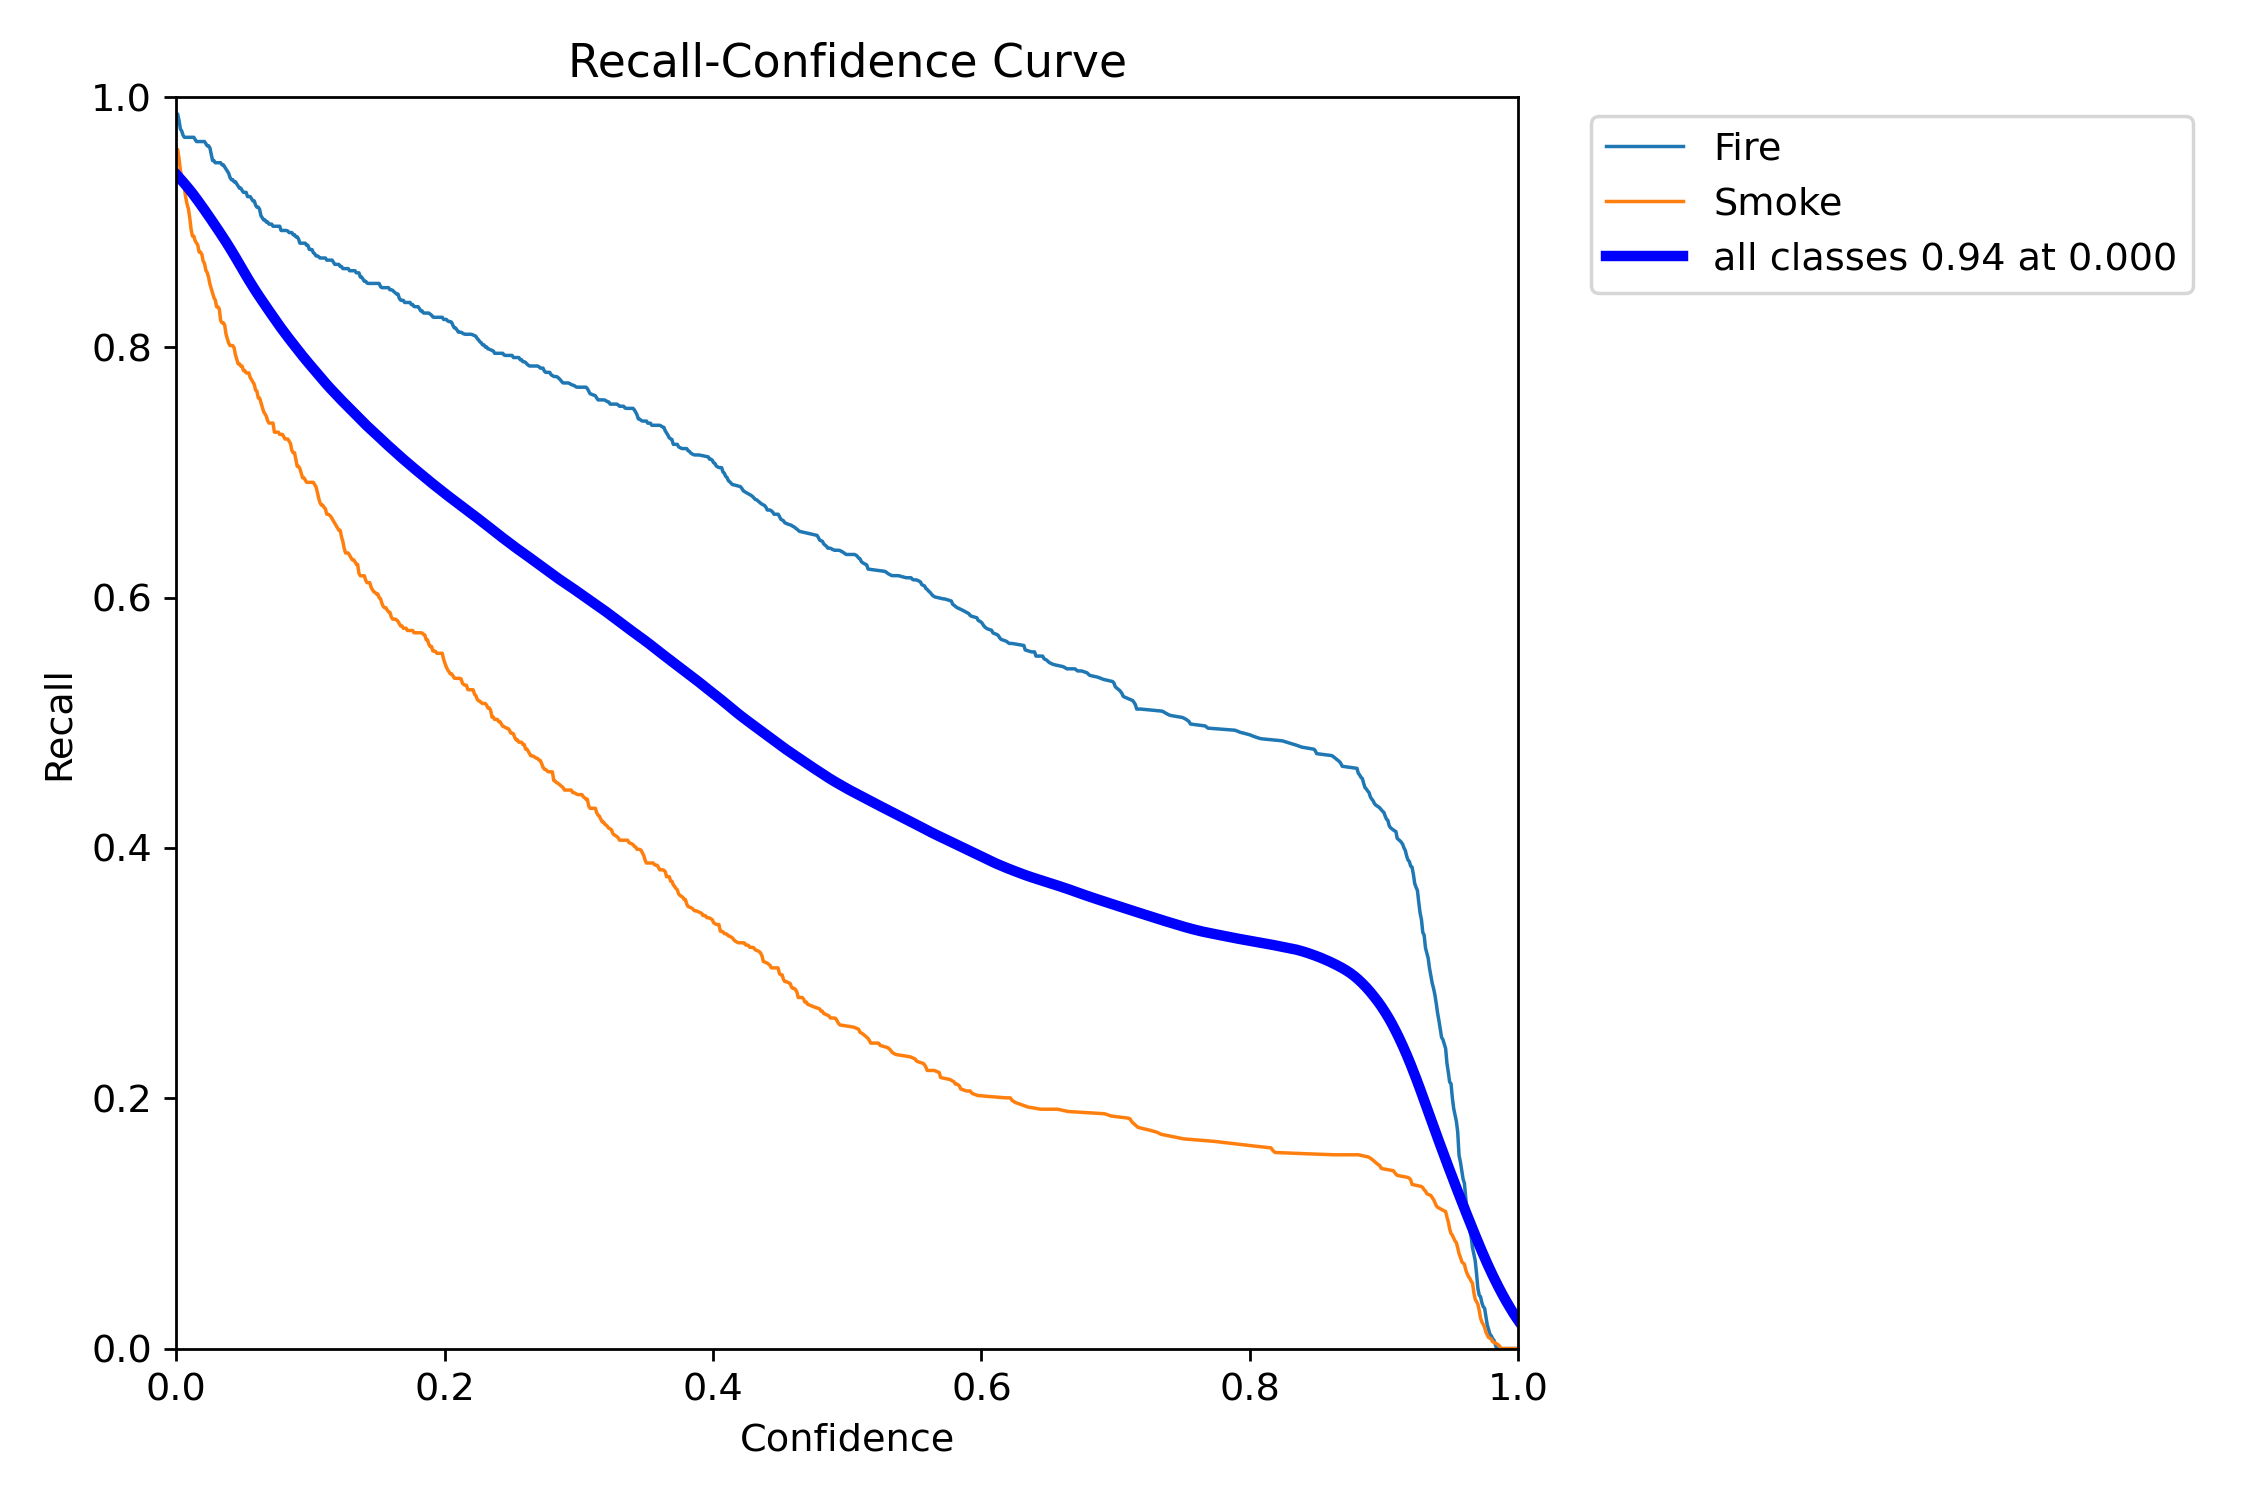 Recall-Confidence Curve
1.0
0.8
0.6
0.4
0.2
0.0
Recall
0.0 0.2 0.4 0.6 0.8 1.0
Confidence
Fire
Smoke
all classes 0.94 at 0.000